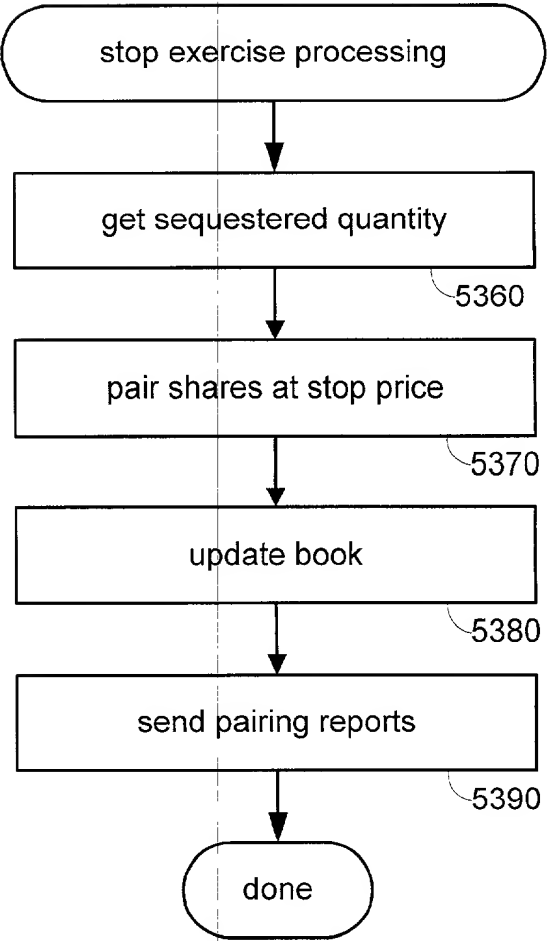 stop exercise processing
get sequestered quantity
5360
pair shares at stop price
5370
update book
5380
send pairing reports
5390
done